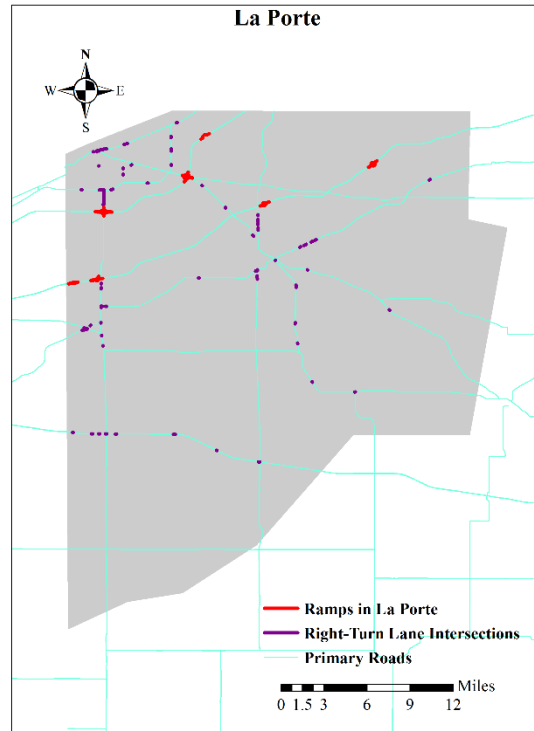 La Porte
N
W E
S
Ramps in La Porte
Right-Turn Lane Intersections
Primary Roads
Miles
0 1.5 3 6 9 12